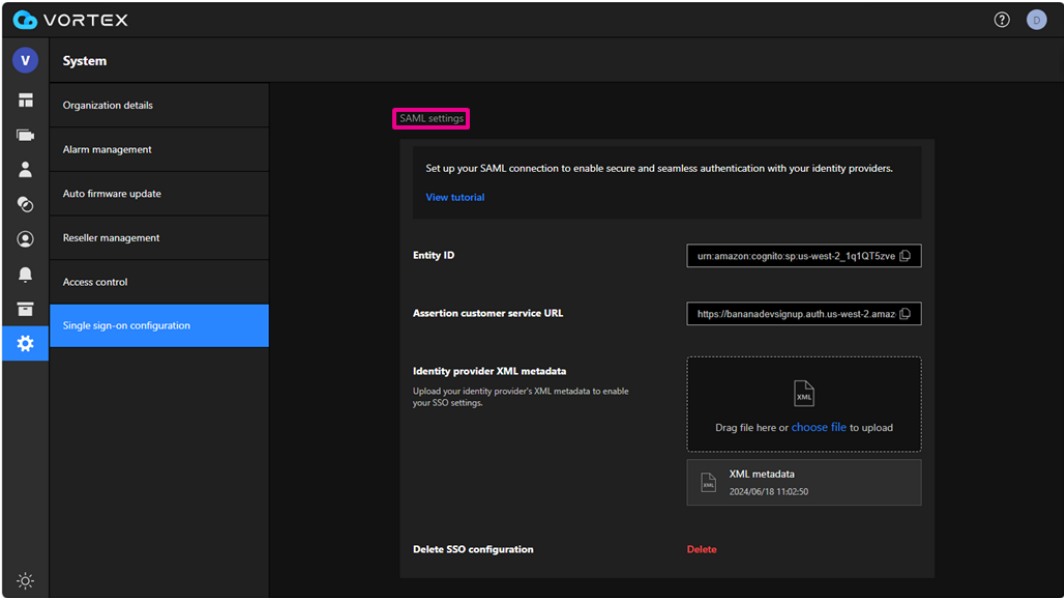 VORTEX
?
D
V
System
Organization details
Alarm management
Auto firmware update
Reseller management
Access control
Single sign-on configuration
SAML settings
Set up your SAML connection to enable secure and seamless authentication with your identity providers.
View tutorial
Entity ID
urn:amazon:cognito:sp:us-west-2_1q1QT5zve
Assertion customer service URL
https://bananadevsignup.auth.us-west-2.amaz
Identity provider XML metadata
Upload your identity provider's XML metadata to enable
your SSO settings.
XML
Drag file here or choose file to upload
XML
XML metadata
2024/06/18 11:02:50
Delete SSO configuration
Delete